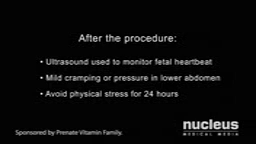 After the procedure:
• Ultrasound used to monitor fetal heartbeat
• Mild cramping or pressure in lower abdomen
• Avoid physical stress for 24 hours
nucleus
MEDICAL MEDIA
Sponsored by Prenate Vitamin Family.